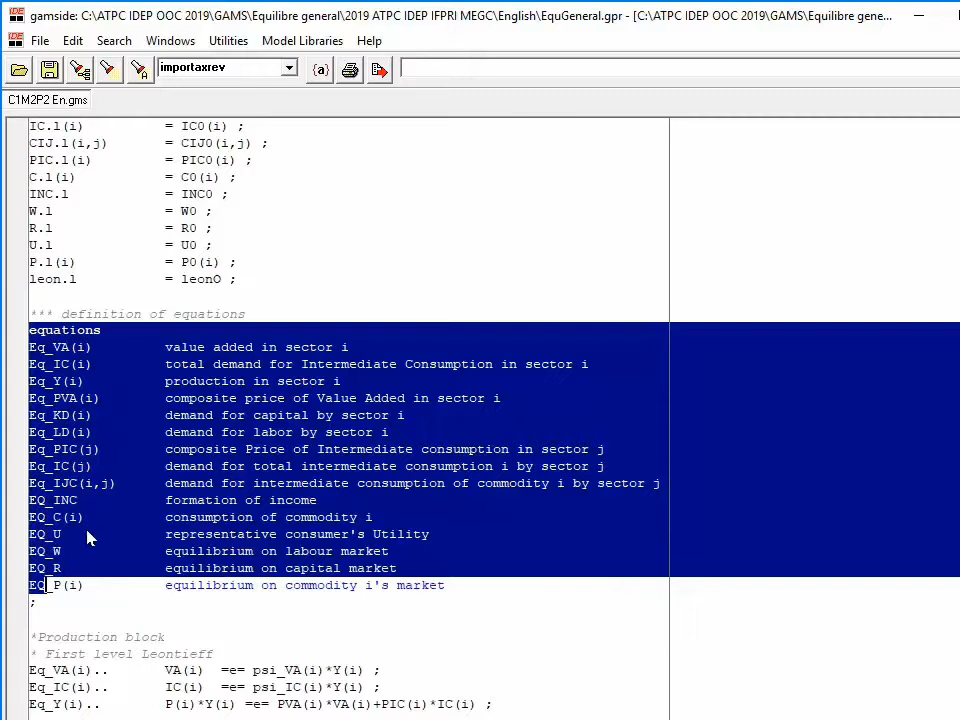 gamside: C:\ATPC IDEP OOC 2019\GAMS\Equilibre general\2019 ATPC IDEP IFPRI MEGC\English\EquGeneral.gpr - [C:\ATPC IDEP OOC 2019\GAMS\Equilibre gene...
File Edit Search Windows Utilities Model Libraries Help
importaxrev {a}
C1M2P2 En.gms
IC.l(i) = IC0(i) ;
CIJ.l(i,j) = CIJ0(i,j) ;
PIC.l(i) = PIC0(i) ;
C.l(i) = C0(i) ;
INC.l = INC0 ;
W.l = W0 ;
R.l = R0 ;
U.l = U0 ;
P.l(i) = P0(i) ;
leon.l = leonO ;
*** definition of equations
equations
Eq_VA(i) value added in sector i
Eq_IC(i) total demand for Intermediate Consumption in sector i
Eq_Y(i) production in sector i
Eq_PVA(i) composite price of Value Added in sector i
Eq_KD(i) demand for capital by sector i
Eq_LD(i) demand for labor by sector i
Eq_PIC(j) composite Price of Intermediate consumption in sector j
Eq_IC(j) demand for total intermediate consumption i by sector j
Eq_IJC(i,j) demand for intermediate consumption of commodity i by sector j
EQ_INC formation of income
EQ_C(i) consumption of commodity i
EQ_U representative consumer's Utility
EQ_W equilibrium on labour market
EQ_R equilibrium on capital market
EQ_P(i) equilibrium on commodity i's market
;
*Production block
* First level Leontieff
Eq_VA(i).. VA(i) =e= psi_VA(i)*Y(i) ;
Eq_IC(i).. IC(i) =e= psi_IC(i)*Y(i) ;
Eq_Y(i).. P(i)*Y(i) =e= PVA(i)*VA(i)+PIC(i)*IC(i) ;